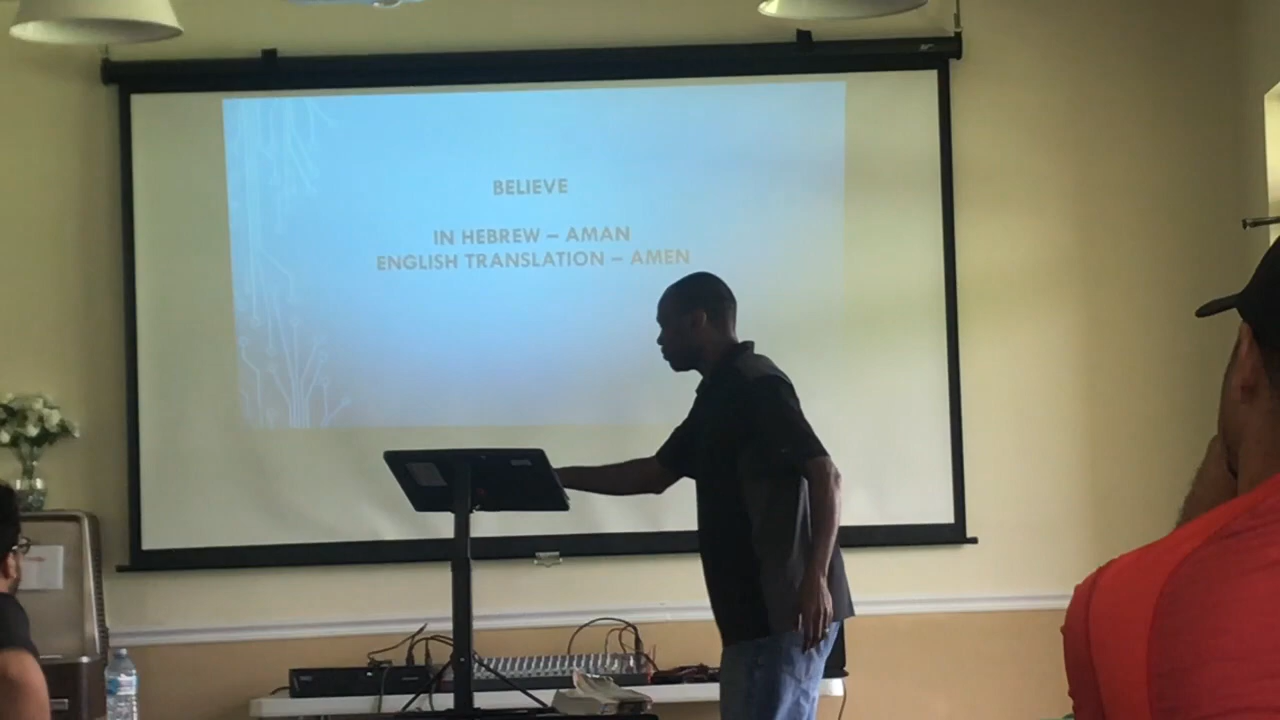 BELIEVE
IN HEBREW – AMAN
ENGLISH TRANSLATION – AMEN